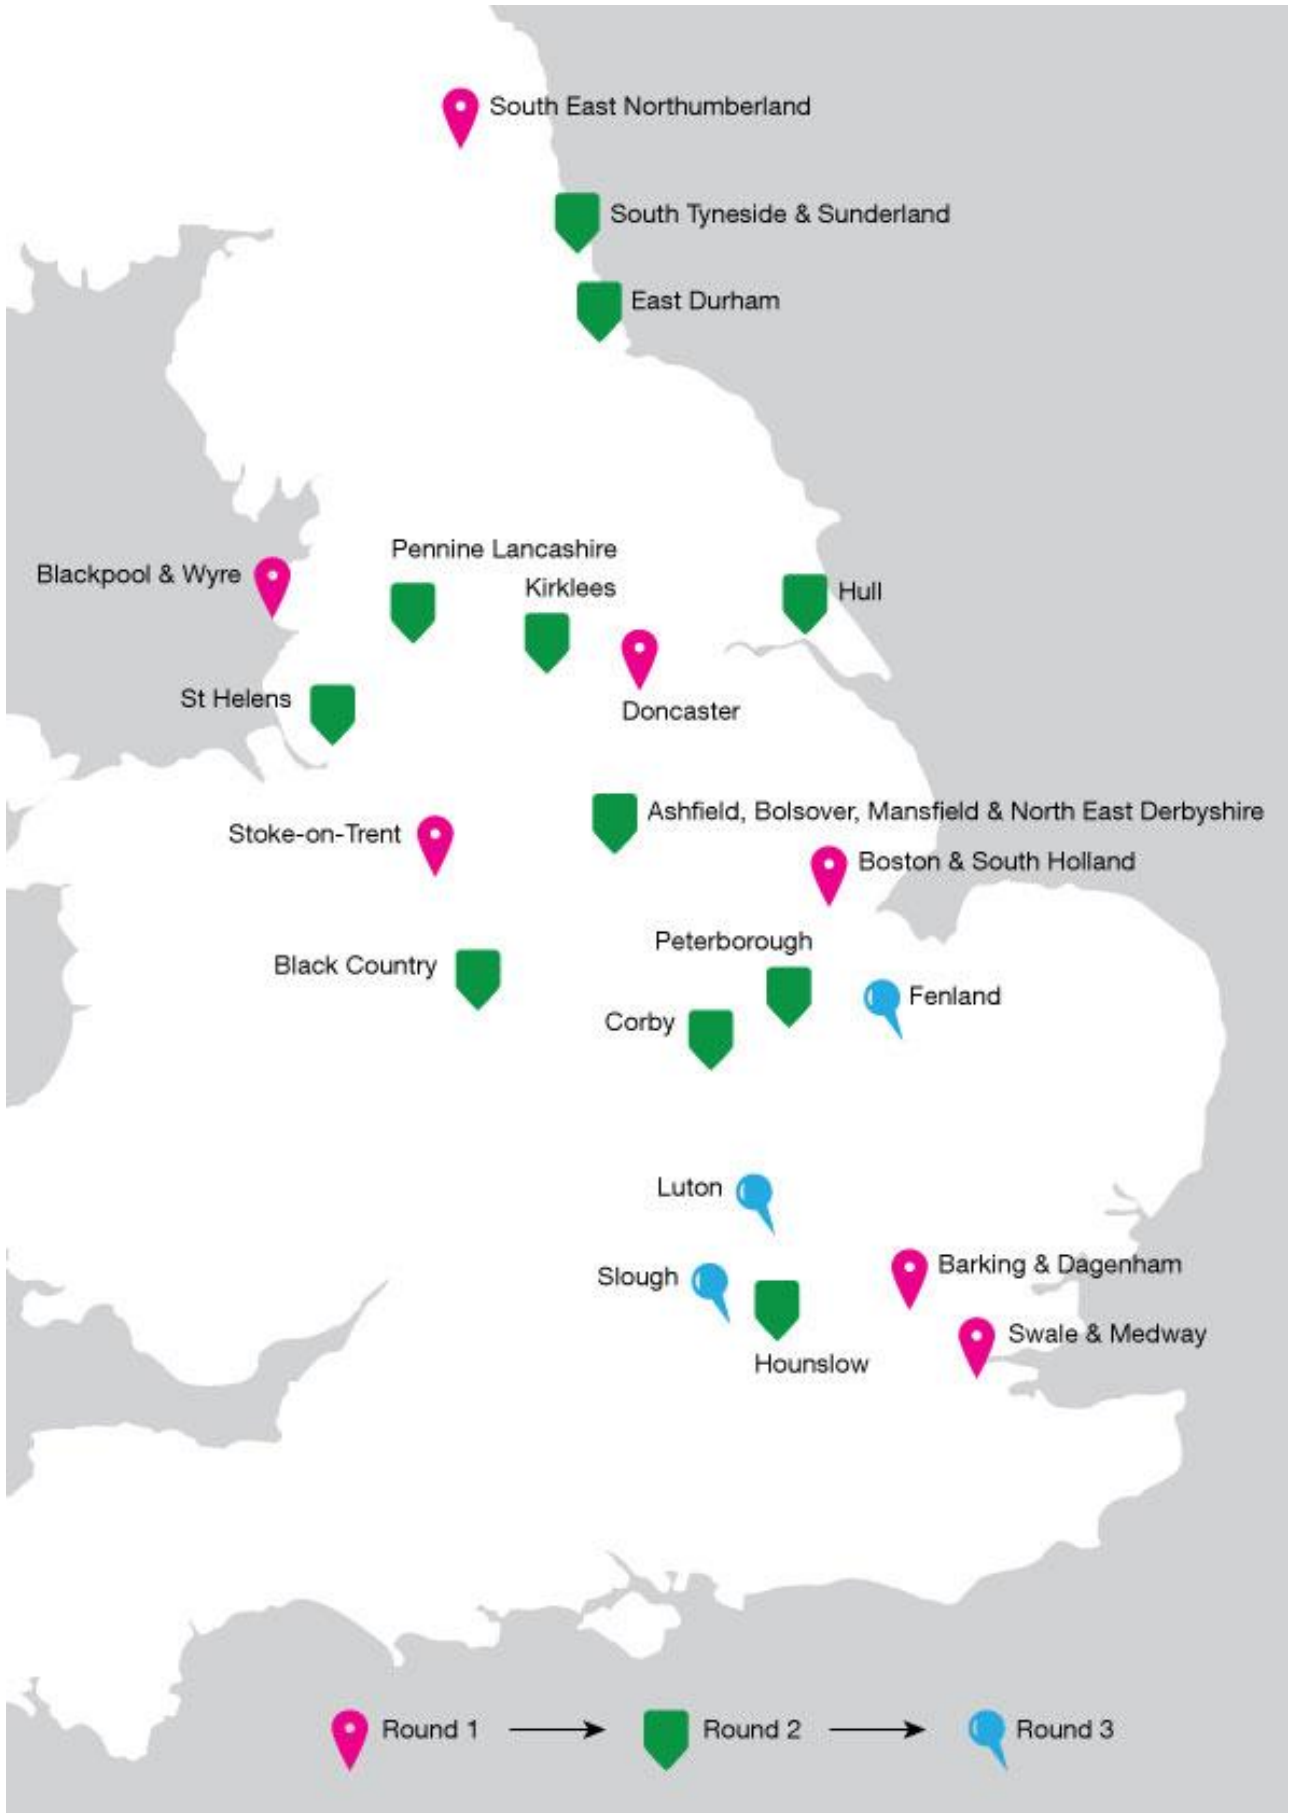 South East Northumberland
South Tyneside & Sunderland
East Durham
Pennine Lancashire
Blackpool & Wyre
Kirklees
Hull
St Helens
Doncaster
Ashfield, Bolsover, Mansfield & North East Derbyshire
Stoke-on-Trent
Boston & South Holland
Peterborough
Black Country
Fenland
Corby
Luton
Barking & Dagenham
Slough
Swale & Medway
Hounslow
Round 1
Round 2
Round 3